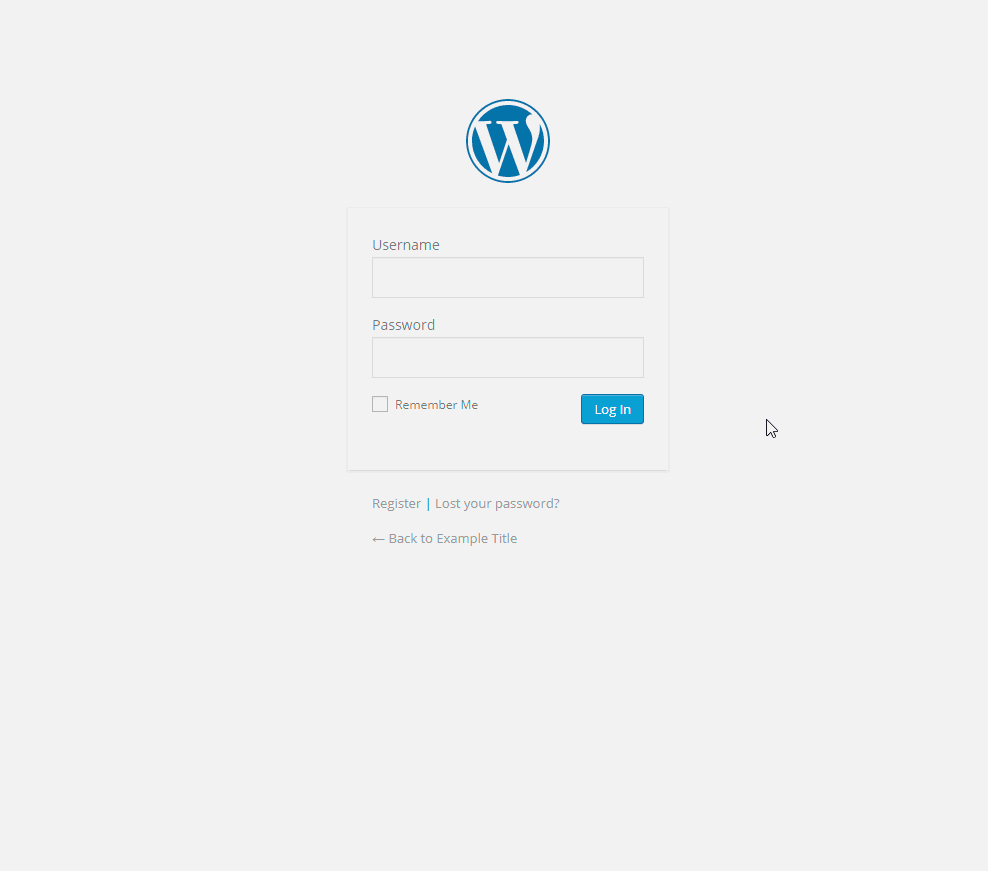 W
Username
Password
Remember Me
Log In
Register | Lost your password?
← Back to Example Title